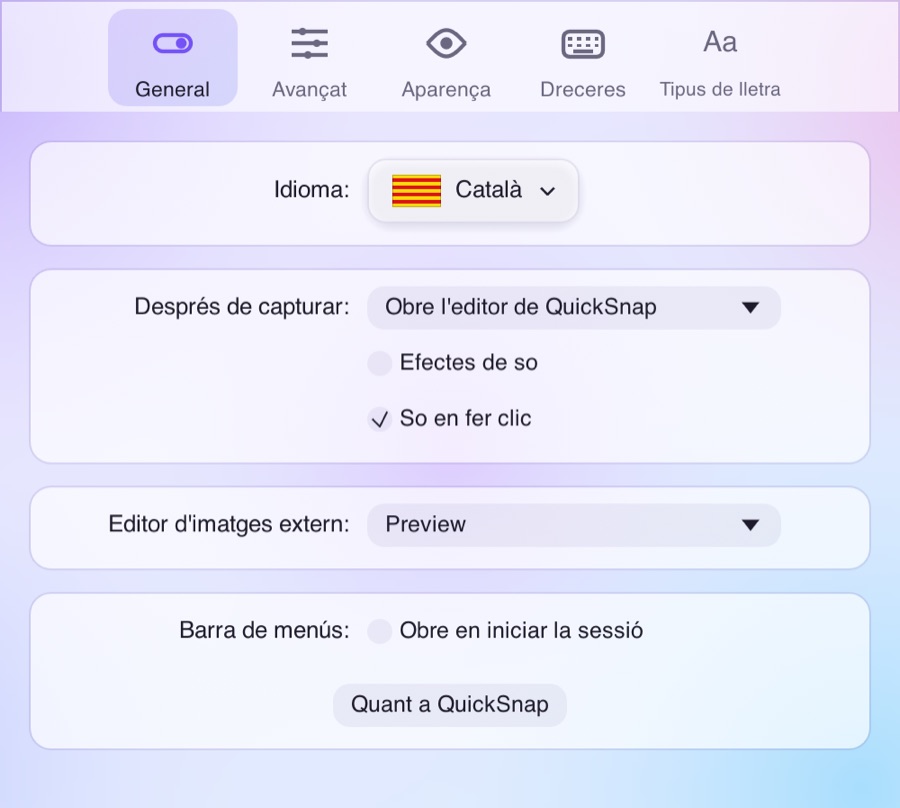 General
Avançat
Aparença
Dreceres
Aa
Tipus de lletra
Idioma: Català
Després de capturar: Obre l'editor de QuickSnap
Efectes de so
So en fer clic
Editor d'imatges extern: Preview
Barra de menús: Obre en iniciar la sessió
Quant a QuickSnap